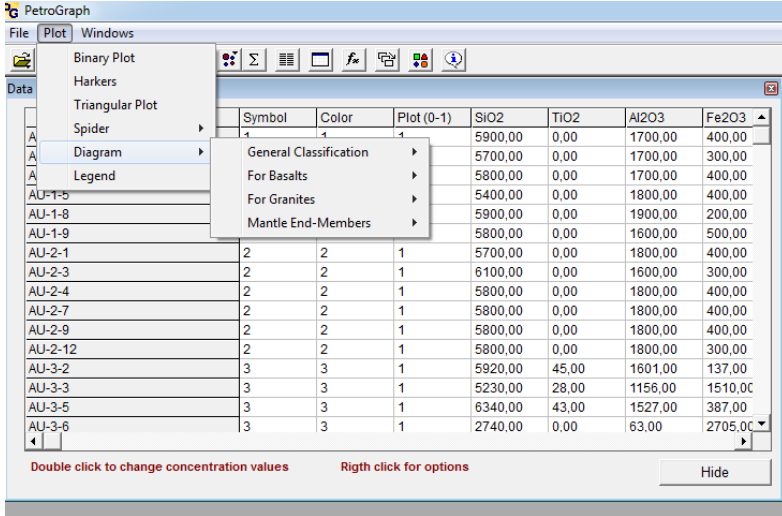 PG PetroGraph
File Plot Windows
Binary Plot
Harkers
Triangular Plot
Spider
Diagram
Legend
General Classification
For Basalts
For Granites
Mantle End-Members
Σ fx
Data
Symbol Color Plot (0-1) SiO2 TiO2 Al2O3 Fe2O3
A 1 1 1 5900,00 0,00 1700,00 400,00
A 5700,00 0,00 1800,00 300,00
A 5800,00 0,00 1700,00 400,00
AU-1-5 5400,00 0,00 1800,00 400,00
AU-1-8 5900,00 0,00 1900,00 200,00
AU-1-9 5800,00 0,00 1600,00 500,00
AU-2-1 2 2 1 5700,00 0,00 1800,00 400,00
AU-2-3 2 2 1 6100,00 0,00 1600,00 300,00
AU-2-4 2 2 1 5800,00 0,00 1800,00 400,00
AU-2-7 2 2 1 5800,00 0,00 1800,00 400,00
AU-2-9 2 2 1 5800,00 0,00 1800,00 400,00
AU-2-12 2 2 1 5800,00 0,00 1800,00 300,00
AU-3-2 3 3 1 5920,00 45,00 1601,00 137,00
AU-3-3 3 3 1 5230,00 28,00 1156,00 1510,00
AU-3-5 3 3 1 6340,00 43,00 1527,00 387,00
AU-3-6 3 3 1 2740,00 0,00 63,00 2705,00
Double click to change concentration values Rigth click for options Hide